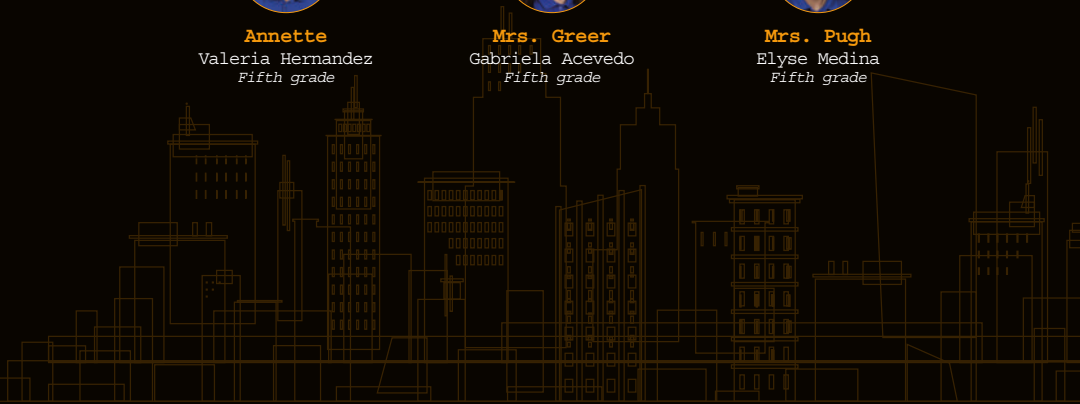 Annette
Valeria Hernandez
Fifth grade
Mrs. Greer
Gabriela Acevedo
Fifth grade
Mrs. Pugh
Elyse Medina
Fifth grade